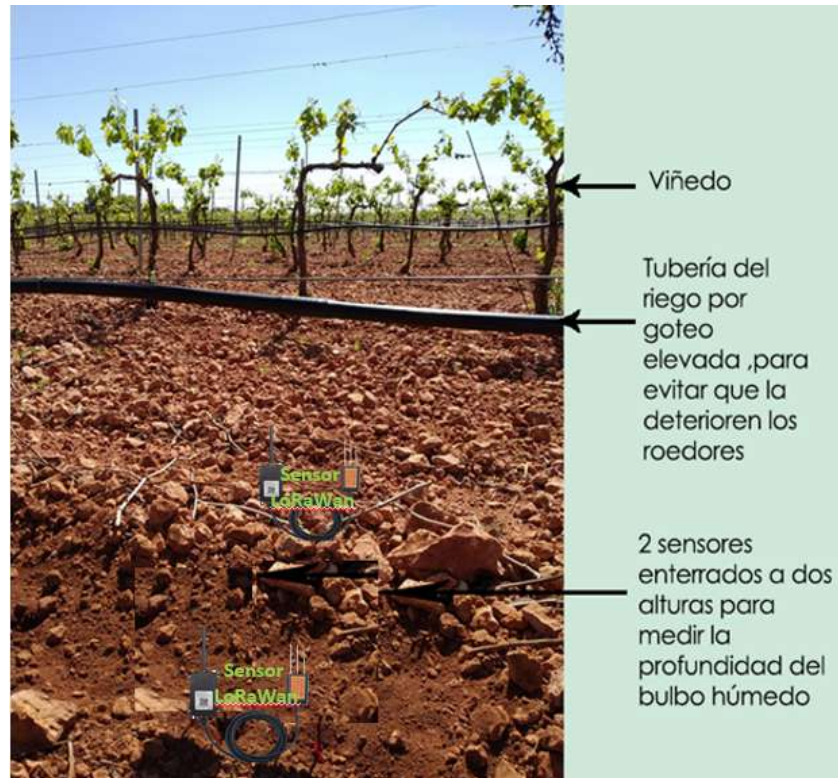 Viñedo
Tubería del
riego por
goteo
elevada ,para
evitar que la
deterioren los
roedores
Sensor
LoRaWan
2 sensores
enterrados a dos
alturas para
medir la
profundidad del
bulbo húmedo
Sensor
LoRaWan